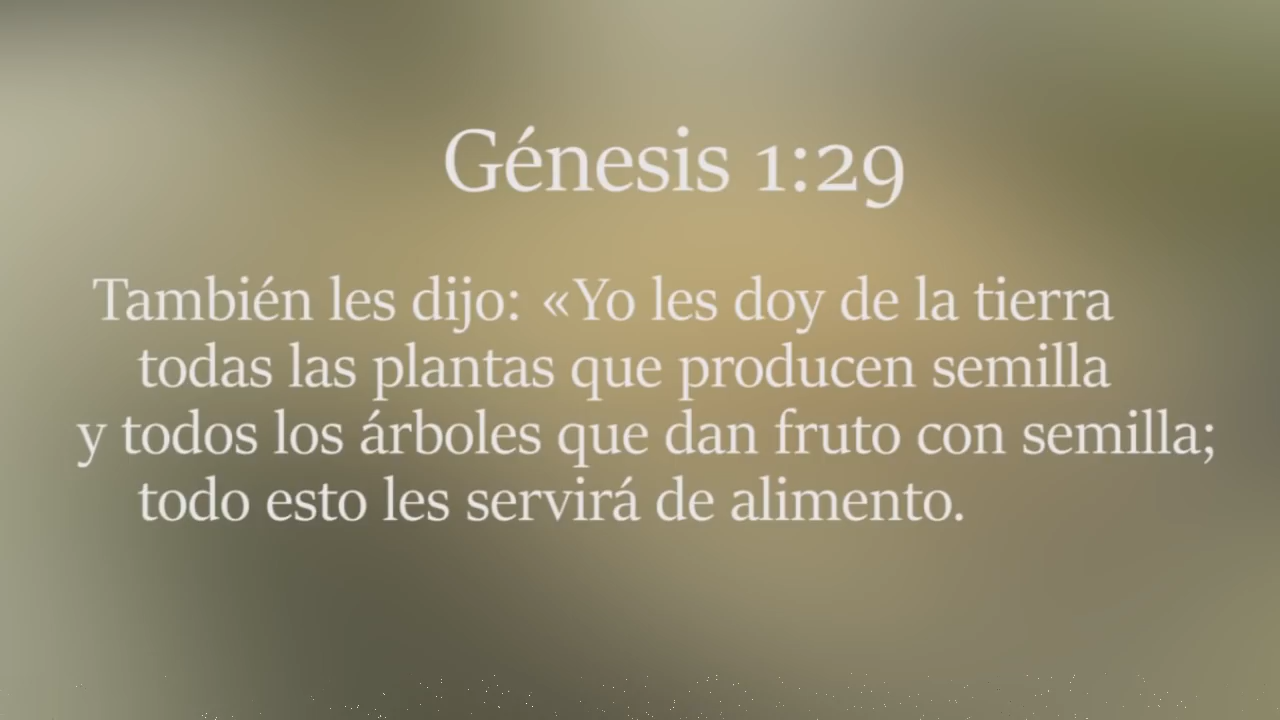 Génesis 1:29
También les dijo: «Yo les doy de la tierra
todas las plantas que producen semilla
y todos los árboles que dan fruto con semilla;
todo esto les servirá de alimento.